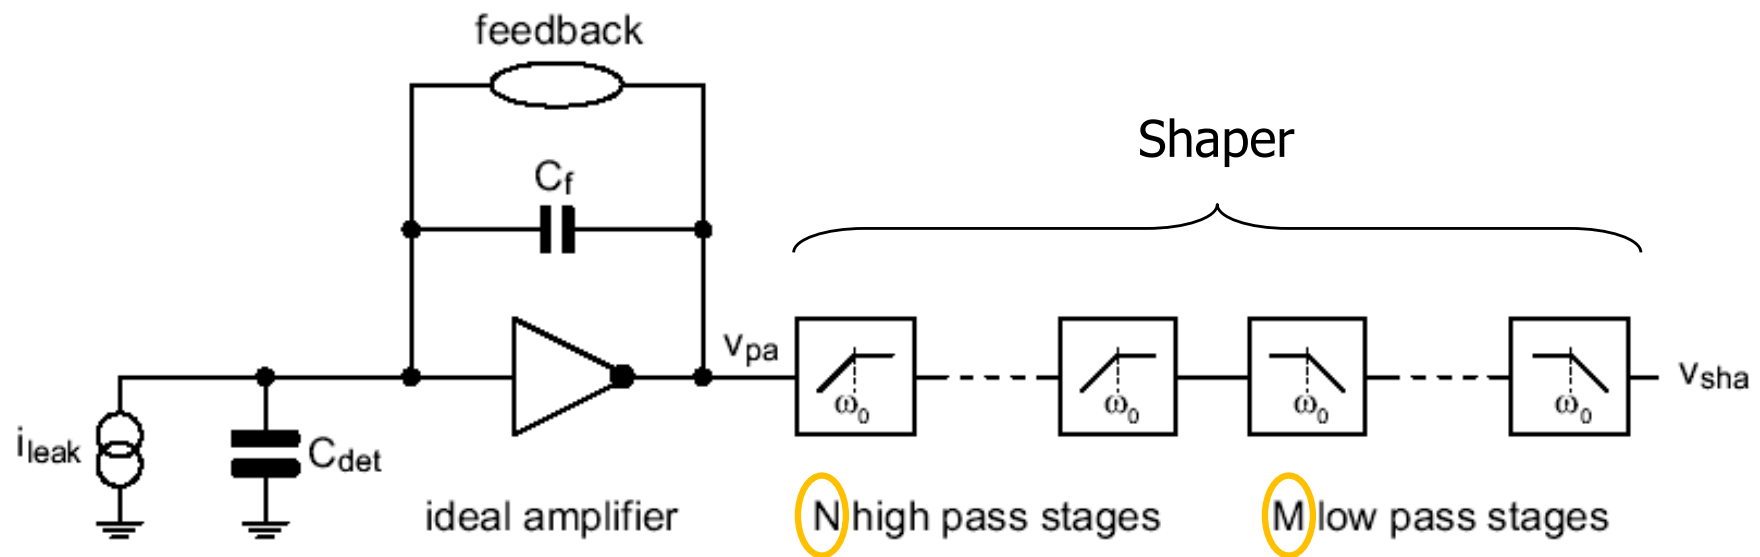 feedback
Shaper
Cf
vpa
ω0
ω0
ω0
ω0
vsha
ileak
Cdet
ideal amplifier
N high pass stages
M low pass stages